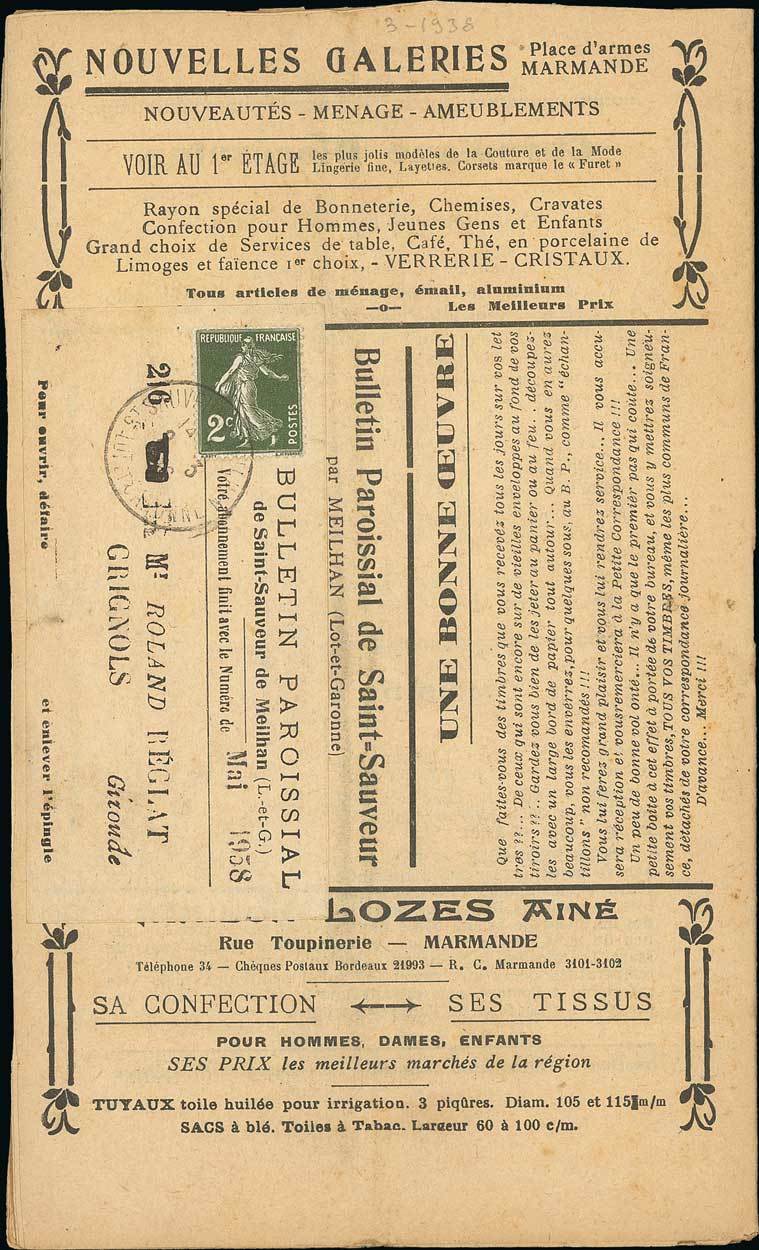 3-1938
NOUVELLES GALERIES
Place d'armes
MARMANDE
NOUVEAUTÉS - MENAGE - AMEUBLEMENTS
VOIR AU 1er ÉTAGE
les plus jolis modèles de la Couture et de la Mode
Lingerie fine, Layettes. Corsets marque le « Furet »
Rayon spécial de Bonneterie, Chemises, Cravates
Confection pour Hommes, Jeunes Gens et Enfants
Grand choix de Services de table, Café, Thé, en porcelaine de
Limoges et faïence 1er choix, - VERRERIE - CRISTAUX.
Tous articles de ménage, émail, aluminium
—o— Les Meilleurs Prix
REPUBLIQUE FRANÇAISE
2c
POSTES
BULLETIN PAROISSIAL
de Saint-Sauveur de Meilhan (L.-et-G.)
Votre abonnement finit avec le Numéro de
Mai 1938
216
Mr ROLAND BÉGLAT
GRIGNOLS
Gironde
Pour ouvrir, défaire et enlever l'épingle
UNE BONNE ŒUVRE
Bulletin Paroissial de Saint-Sauveur
par MEILHAN (Lot-et-Garonne)
Que faites-vous des timbres que vous recevez tous les jours sur vos let
tres ??... De ceux qui sont encore sur de vieilles enveloppes au fond de vos
tiroirs ??.. Gardez vous bien de les jeter au panier ou au feu... découpez-
les avec un large bord de papier tout autour... Quand vous en aurez
beaucoup, vous les enverrez, pour quelques sous, au B. P., comme "échan-
tillons" non recomandés !!!
Vous lui ferez grand plaisir et vous lui rendrez service... Il vous accu-
sera réception et vous remerciera à la Petite Correspondance !!!
Un peu de bonne vol onté... Il n'y a que le premier pas qui coûte... Une
petite boîte à cet effet à portée de votre bureau, et vous y mettrez soigneu-
sement vos timbres, TOUS VOS TIMBRES, même les plus communs de Fran-
ce, détachés de votre correspondance journalière...
D'avance... Merci !!!
LOZES AINÉ
Rue Toupinerie — MARMANDE
Téléphone 34 — Chèques Postaux Bordeaux 21993 — R. C. Marmande 3101-3102
SA CONFECTION ←→ SES TISSUS
POUR HOMMES, DAMES, ENFANTS
SES PRIX les meilleurs marchés de la région
TUYAUX toile huilée pour irrigation. 3 piqûres. Diam. 105 et 115 m/m
SACS à blé. Toiles à Tabac. Largeur 60 à 100 c/m.